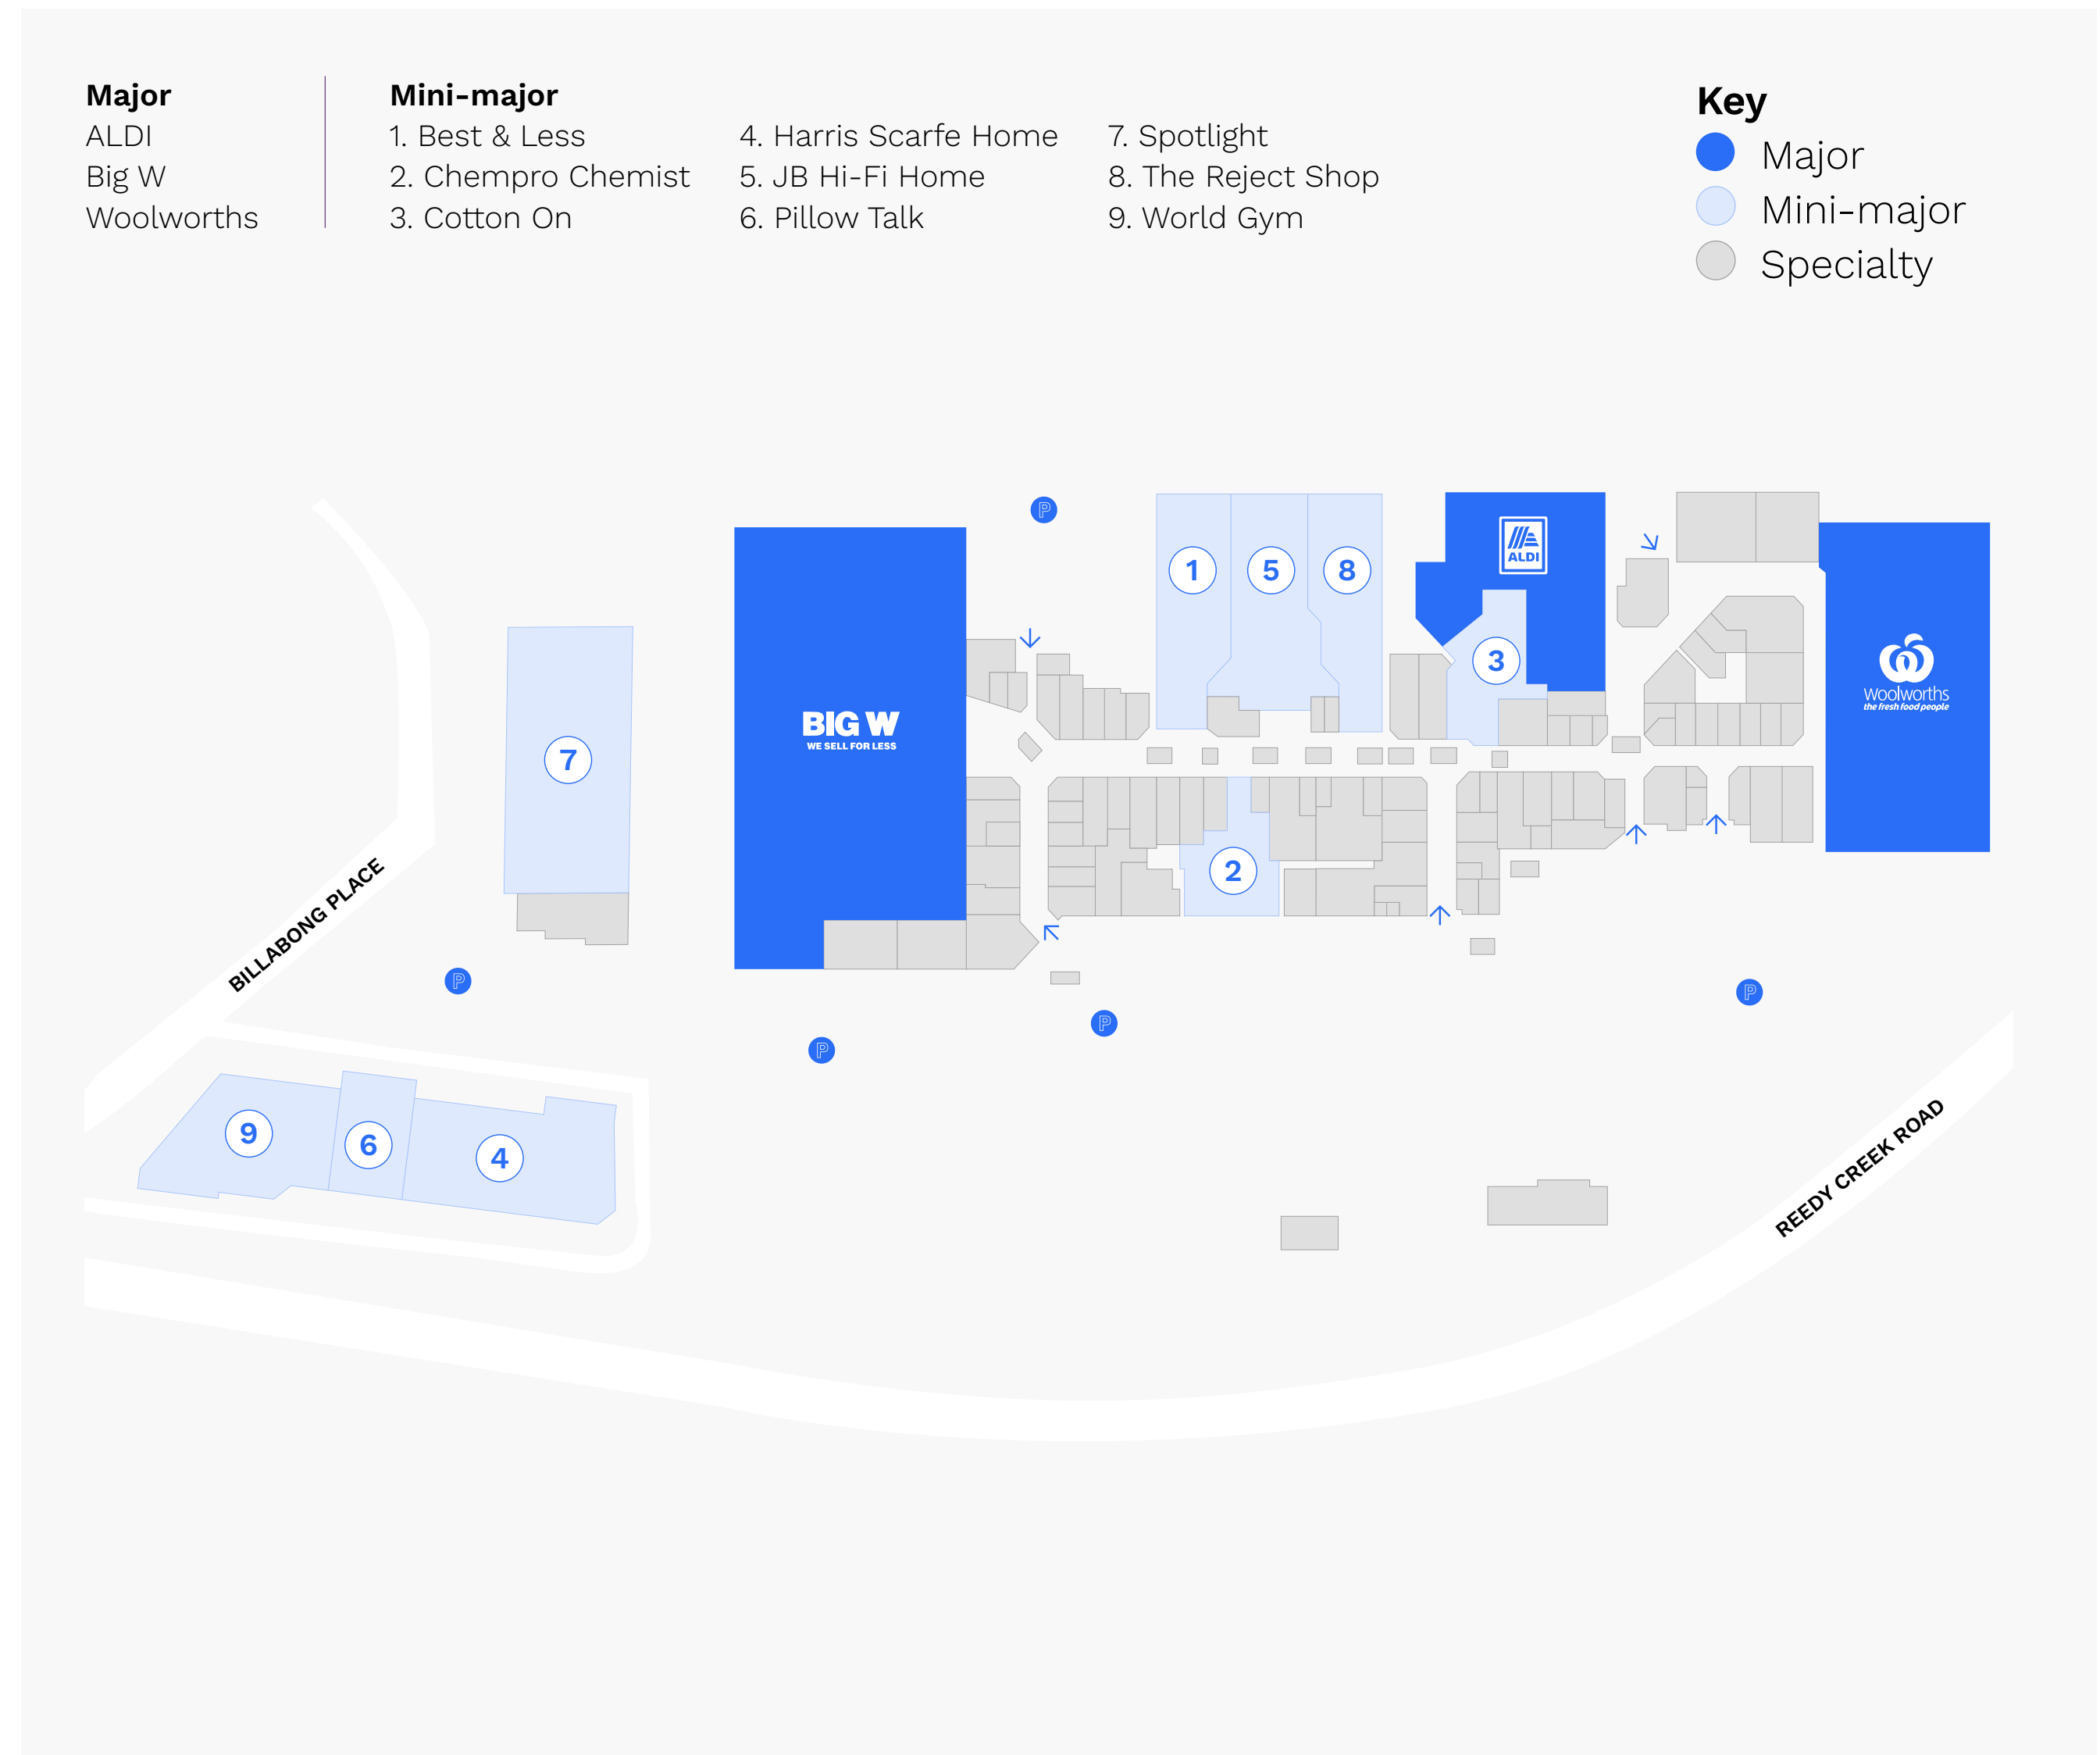 Major
ALDI
Big W
Woolworths
Mini-major
1. Best & Less
2. Chempro Chemist
3. Cotton On
4. Harris Scarfe Home
5. JB Hi-Fi Home
6. Pillow Talk
7. Spotlight
8. The Reject Shop
9. World Gym
Key
Major
Mini-major
Specialty
P
1
5
8
ALDI
3
Woolworths
the fresh food people
BIG W
WE SELL FOR LESS
7
2
BILLABONG PLACE
P
P
P
P
9
6
4
REEDY CREEK ROAD